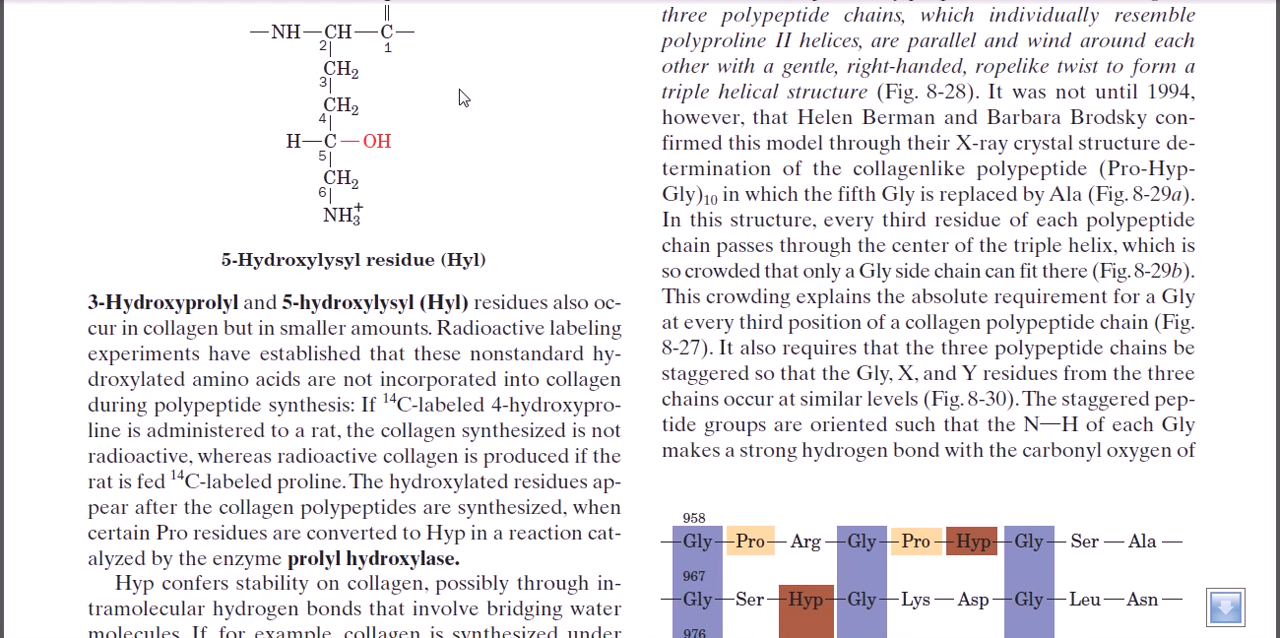 —NH—CH—C—
2 1
CH₂
3
CH₂
4
H—C—OH
5
CH₂
6
NH₃⁺
5-Hydroxylysyl residue (Hyl)
3-Hydroxyprolyl and 5-hydroxylysyl (Hyl) residues also oc-
cur in collagen but in smaller amounts. Radioactive labeling
experiments have established that these nonstandard hy-
droxylated amino acids are not incorporated into collagen
during polypeptide synthesis: If ¹⁴C-labeled 4-hydroxypro-
line is administered to a rat, the collagen synthesized is not
radioactive, whereas radioactive collagen is produced if the
rat is fed ¹⁴C-labeled proline. The hydroxylated residues ap-
pear after the collagen polypeptides are synthesized, when
certain Pro residues are converted to Hyp in a reaction cat-
alyzed by the enzyme prolyl hydroxylase.
Hyp confers stability on collagen, possibly through in-
tramolecular hydrogen bonds that involve bridging water
molecules. If, for example, collagen is synthesized under
three polypeptide chains, which individually resemble
polyproline II helices, are parallel and wind around each
other with a gentle, right-handed, ropelike twist to form a
triple helical structure (Fig. 8-28). It was not until 1994,
however, that Helen Berman and Barbara Brodsky con-
firmed this model through their X-ray crystal structure de-
termination of the collagenlike polypeptide (Pro-Hyp-
Gly)₁₀ in which the fifth Gly is replaced by Ala (Fig. 8-29a).
In this structure, every third residue of each polypeptide
chain passes through the center of the triple helix, which is
so crowded that only a Gly side chain can fit there (Fig. 8-29b).
This crowding explains the absolute requirement for a Gly
at every third position of a collagen polypeptide chain (Fig.
8-27). It also requires that the three polypeptide chains be
staggered so that the Gly, X, and Y residues from the three
chains occur at similar levels (Fig. 8-30). The staggered pep-
tide groups are oriented such that the N—H of each Gly
makes a strong hydrogen bond with the carbonyl oxygen of
958
—Gly—Pro—Arg—Gly—Pro—Hyp—Gly—Ser—Ala—
967
—Gly—Ser—Hyp—Gly—Lys—Asp—Gly—Leu—Asn—
976